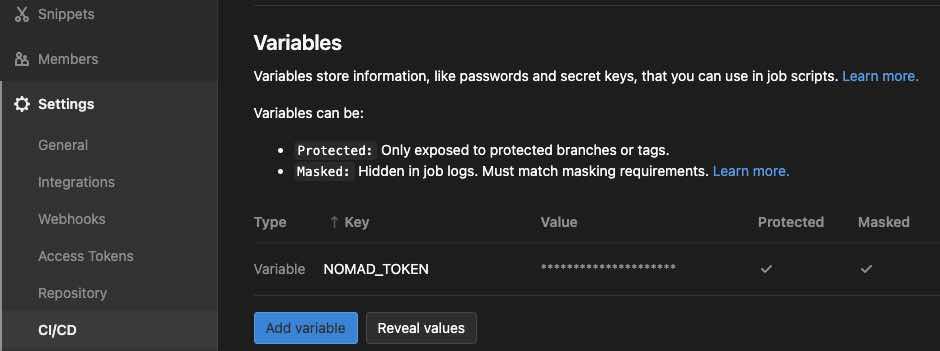 Snippets
Members
Settings
General
Integrations
Webhooks
Access Tokens
Repository
CI/CD
Variables
Variables store information, like passwords and secret keys, that you can use in job scripts. Learn more.
Variables can be:
• Protected: Only exposed to protected branches or tags.
• Masked: Hidden in job logs. Must match masking requirements. Learn more.
Type ↑ Key Value Protected Masked
Variable NOMAD_TOKEN ********************* ✓ ✓
Add variable Reveal values